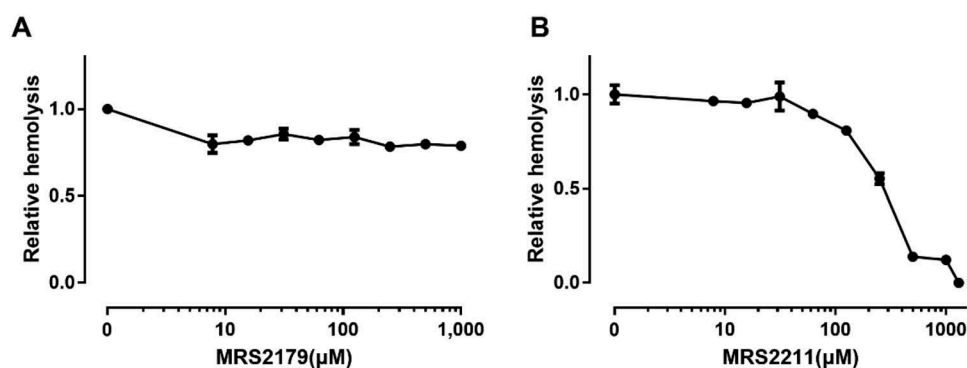 A
Relative hemolysis
1.0
0.5
0.0
0 10 100 1,000
MRS2179(μM)
B
Relative hemolysis
1.0
0.5
0.0
0 10 100 1000
MRS2211(μM)